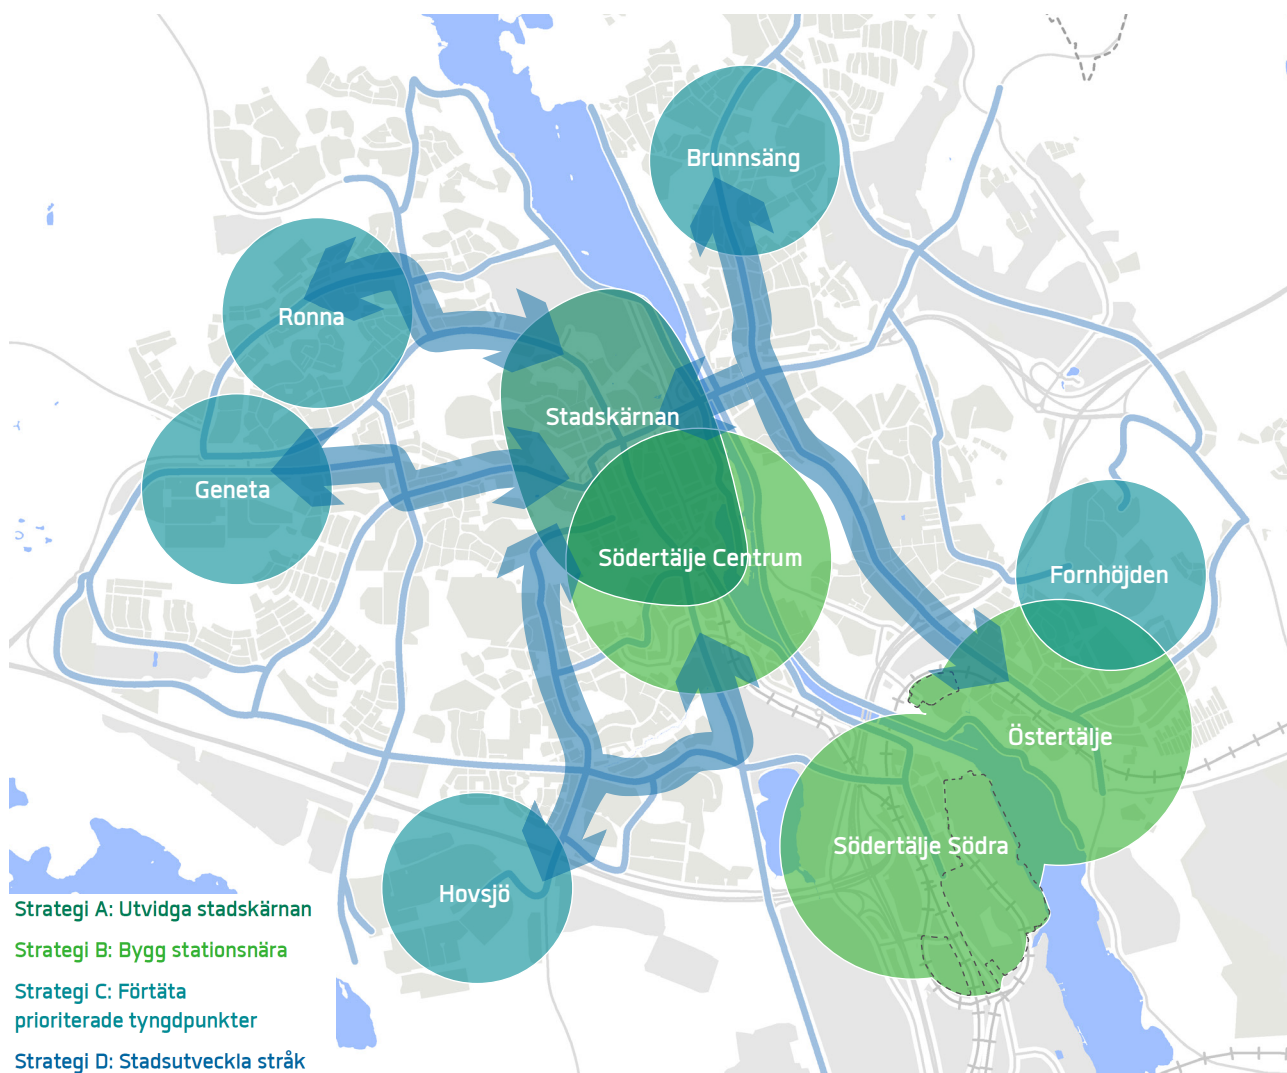 Brunnsäng
Ronna
Stadskärnan
Geneta
Södertälje Centrum
Fornhöjden
Östertälje
Södertälje Södra
Hovsjö
Strategi A: Utvidga stadskärnan
Strategi B: Bygg stationsnära
Strategi C: Förtäta
prioriterade tyngdpunkter
Strategi D: Stadsutveckla stråk